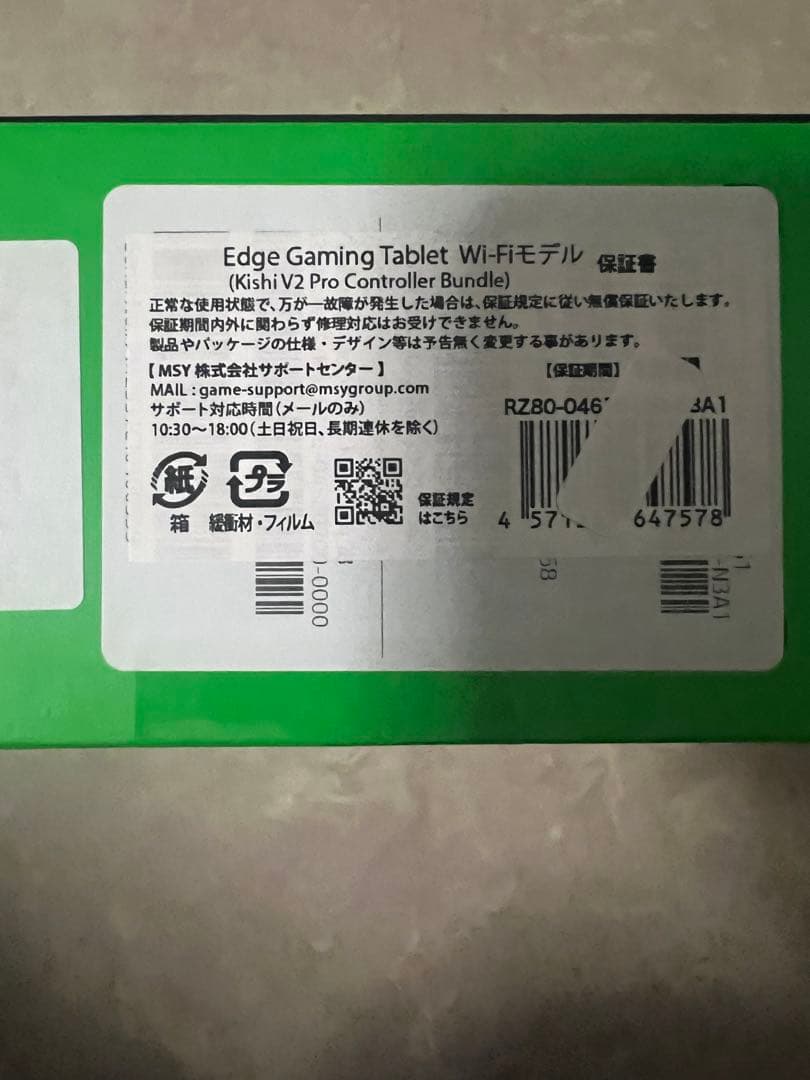 Edge Gaming Tablet Wi-Fiモデル 保証書
(Kishi V2 Pro Controller Bundle)
正常な使用状態で、万が一故障が発生した場合は、保証規定に従い無償保証いたします。
保証期間内外に関わらず修理対応はお受けできません。
製品やパッケージの仕様・デザイン等は予告無く変更する事があります。
【 MSY 株式会社サポートセンター 】
MAIL : game-support@msygroup.com
サポート対応時間(メールのみ)
10:30~18:00(土日祝日、長期連休を除く)
【保証期間】
RZ80-046 3A1
4 571 647578
紙
箱
プラ
緩衝材・フィルム
保証規定
はこちら
-0000
58
-N3A1